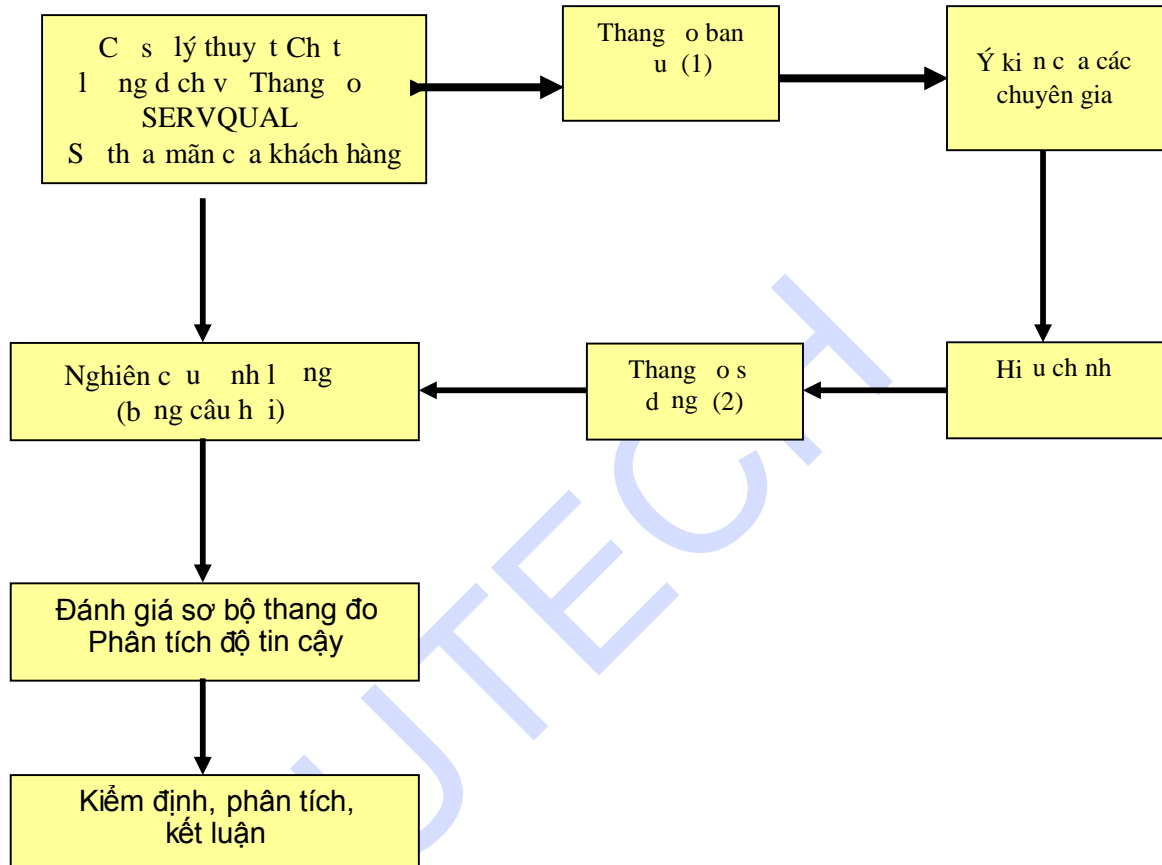 C s lý thuy t Ch t
l ng d ch v Thang o
SERVQUAL
S th a mãn c a khách hàng
Thang o ban
u (1)
Ý ki n c a các
chuyên gia
Nghiên c u nh l ng
(b ng câu h i)
Thang o s
d ng (2)
Hi u ch nh
Đánh giá sơ bộ thang đo
Phân tích độ tin cậy
Kiểm định, phân tích,
kết luận
UTECH